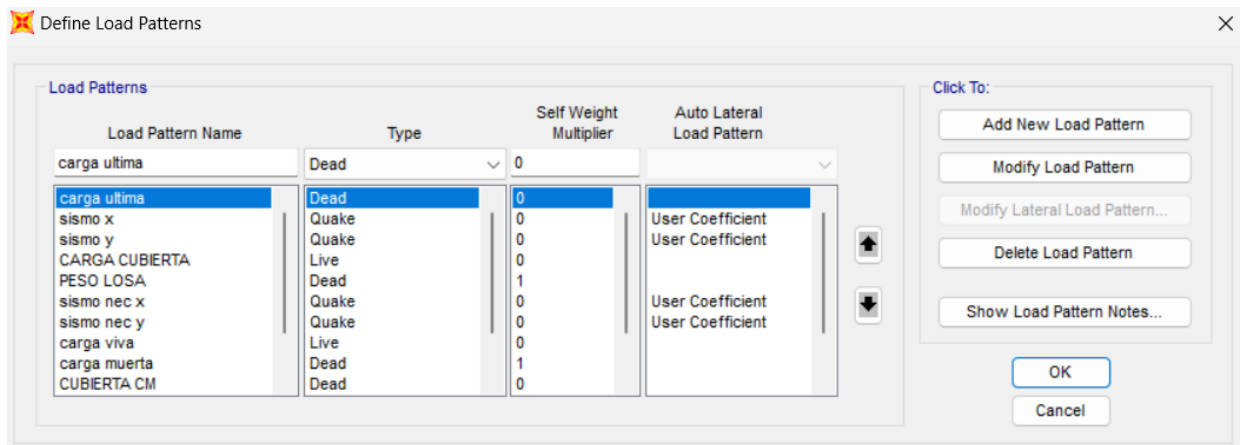 Define Load Patterns
Load Patterns
Load Pattern Name Type Self Weight Multiplier Auto Lateral Load Pattern
carga ultima Dead 0
carga ultima Dead 0
sismo x Quake 0 User Coefficient
sismo y Quake 0 User Coefficient
CARGA CUBIERTA Live 0
PESO LOSA Dead 1
sismo nec x Quake 0 User Coefficient
sismo nec y Quake 0 User Coefficient
carga viva Live 0
carga muerta Dead 1
CUBIERTA CM Dead 0
Click To:
Add New Load Pattern
Modify Load Pattern
Modify Lateral Load Pattern...
Delete Load Pattern
Show Load Pattern Notes...
OK
Cancel